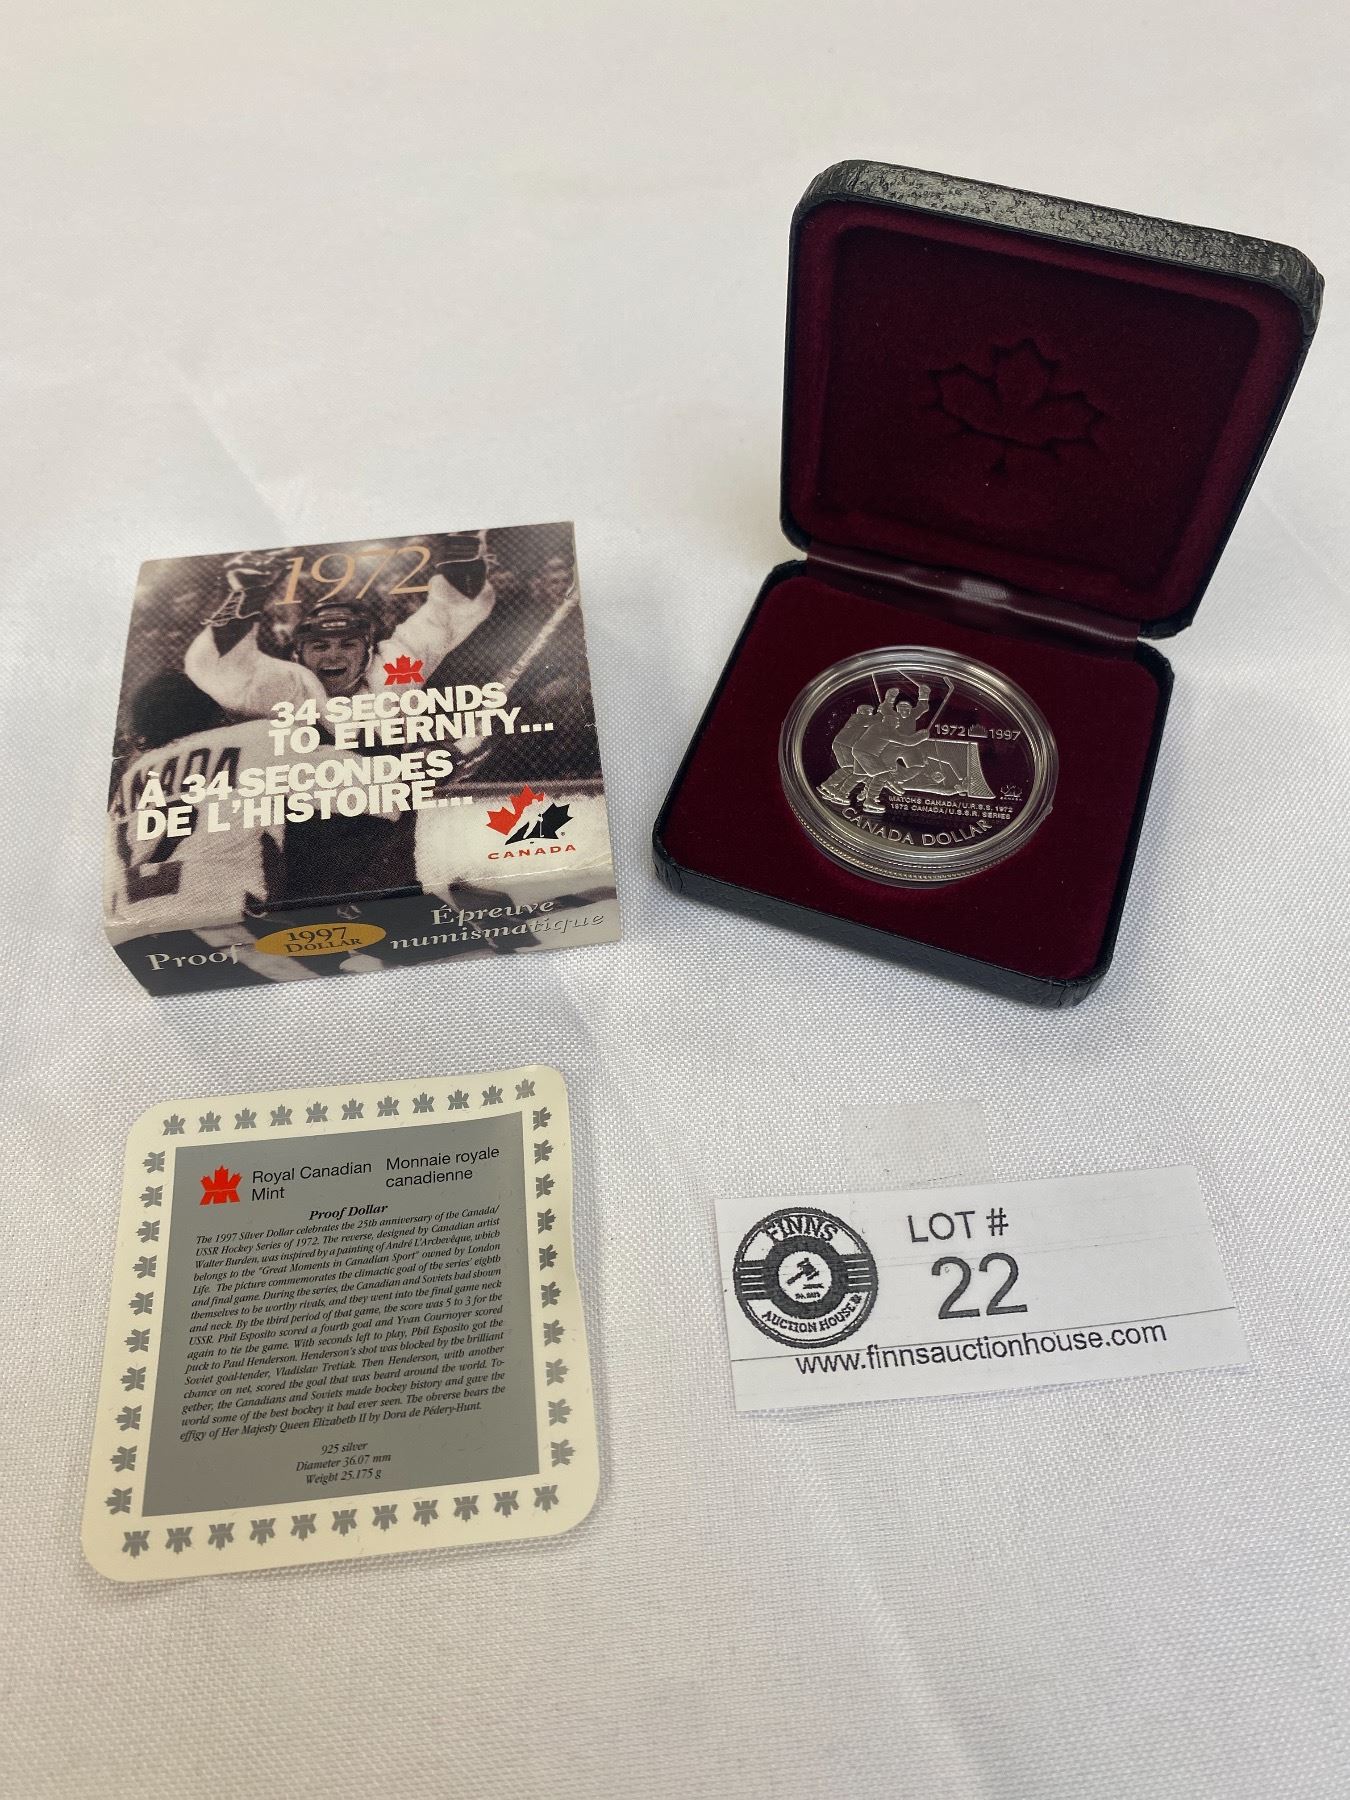 1972
34 SECONDS
TO ETERNITY...
À 34 SECONDES
DE L'HISTOIRE...
CANADA
Proof
1997
DOLLAR
Épreuve
numismatique
1972 1997
MATCHS CANADA/U.R.S.S. 1972
1972 CANADA/U.S.S.R. SERIES
CANADA DOLLAR
Royal Canadian
Mint
Monnaie royale
canadienne
Proof Dollar
The 1997 Silver Dollar celebrates the 25th anniversary of the Canada/
USSR Hockey Series of 1972. The reverse, designed by Canadian artist
Walter Burden, was inspired by a painting of André L'Archevêque, which
belongs to the "Great Moments in Canadian Sport" owned by London
Life. The picture commemorates the climactic goal of the series' eighth
and final game. During the series, the Canadian and Soviets had shown
themselves to be worthy rivals, and they went into the final game neck
and neck. By the third period of that game, the score was 5 to 3 for the
USSR. Phil Esposito scored a fourth goal and Yvan Cournoyer scored
again to tie the game. With seconds left to play, Phil Esposito got the
puck to Paul Henderson. Henderson's shot was blocked by the brilliant
Soviet goal-tender, Vladislav Tretiak. Then Henderson, with another
chance on net, scored the goal that was heard around the world. To-
gether, the Canadians and Soviets made hockey history and gave the
world some of the best hockey it had ever seen. The obverse bears the
effigy of Her Majesty Queen Elizabeth II by Dora de Pédery-Hunt.
925 silver
Diameter 36.07 mm
Weight 25.175 g
FINNS
AUCTION HOUSE
LOT #
22
www.finnsauctionhouse.com